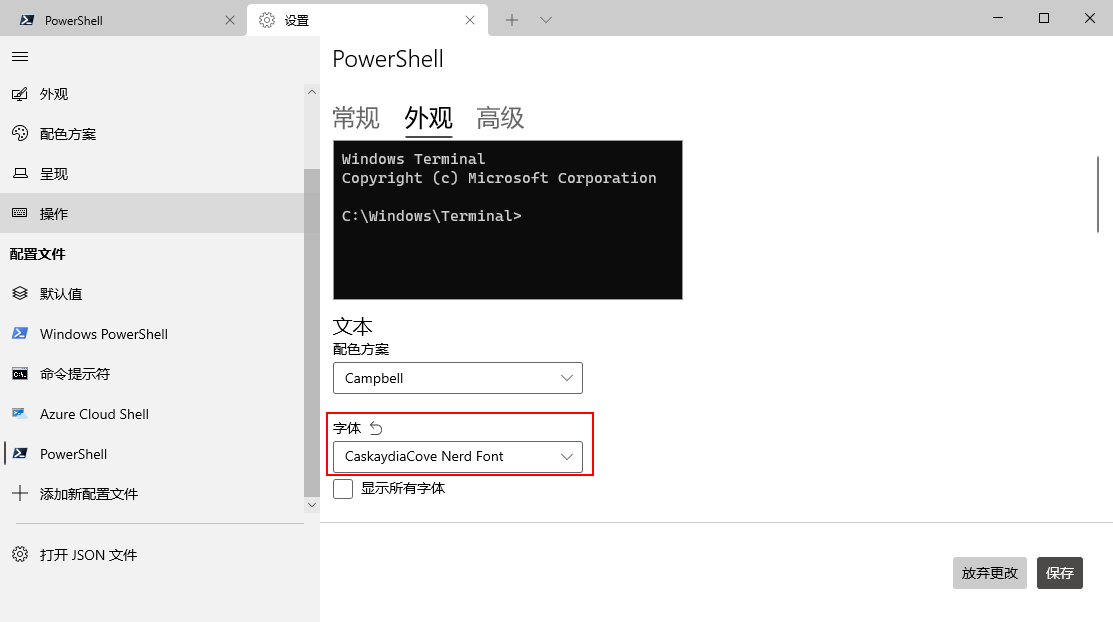 PowerShell
设置
外观
配色方案
呈现
操作
配置文件
默认值
Windows PowerShell
命令提示符
Azure Cloud Shell
PowerShell
添加新配置文件
打开 JSON 文件
PowerShell
常规 外观 高级
Windows Terminal
Copyright (c) Microsoft Corporation
C:\Windows\Terminal>
文本
配色方案
Campbell
字体
CaskaydiaCove Nerd Font
显示所有字体
放弃更改 保存